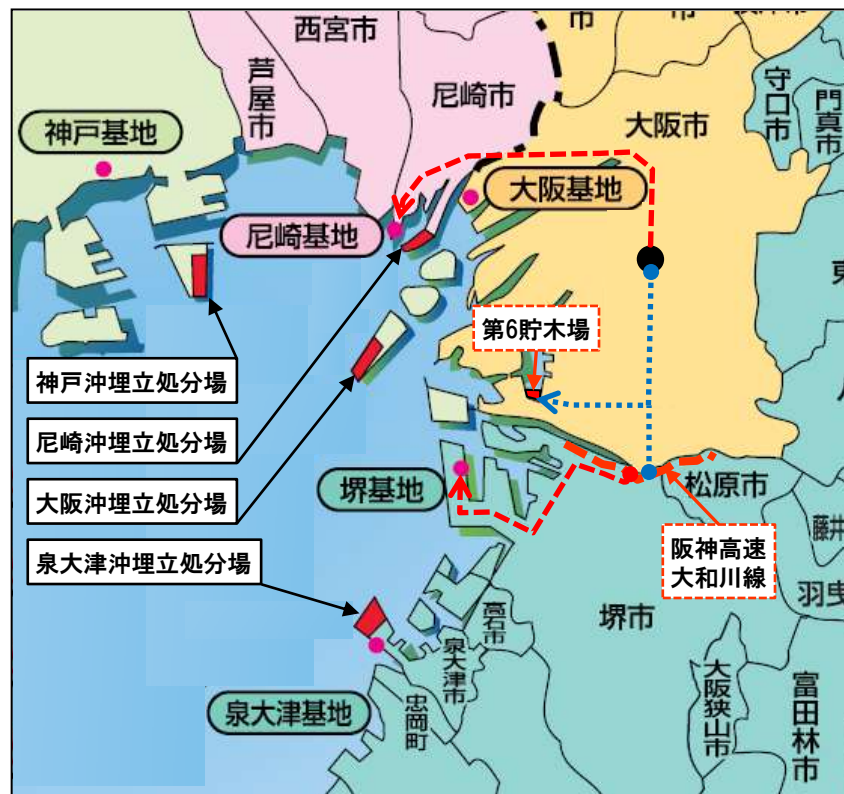 西宮市
芦屋市
尼崎市
守口市
門真市
大阪市
神戸基地
大阪基地
尼崎基地
東
第6貯木場
神戸沖埋立処分場
尼崎沖埋立処分場
大阪沖埋立処分場
泉大津沖埋立処分場
堺基地
松原市
藤井
阪神高速
大和川線
羽曳
堺市
高石市
泉大津市
忠岡町
泉大津基地
大阪狭山市
富田林市